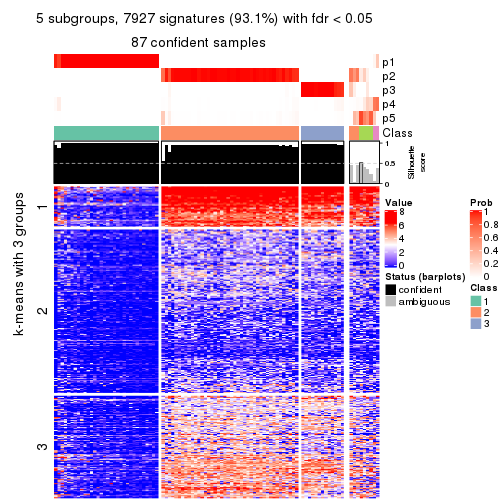 5 subgroups, 7927 signatures (93.1%) with fdr < 0.05
87 confident samples
p1
p2
p3
p4
p5
Class
1
0.5
0
Silhouette
score
k-means with 3 groups
1
2
3
Value
8
6
4
2
0
Status (barplots)
confident
ambiguous
Prob
1
0.8
0.6
0.4
0.2
0
Class
1
2
3